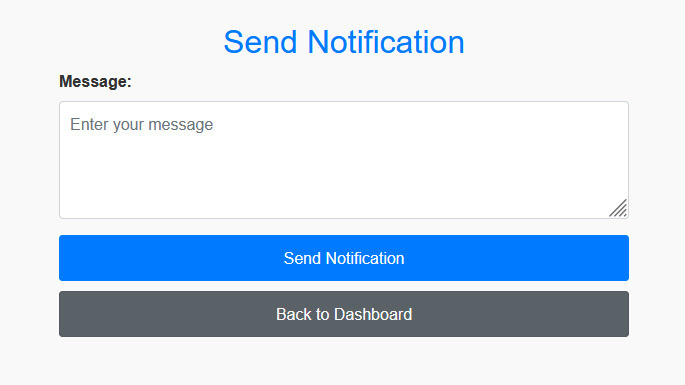 Send Notification
Message:
Enter your message
Send Notification
Back to Dashboard